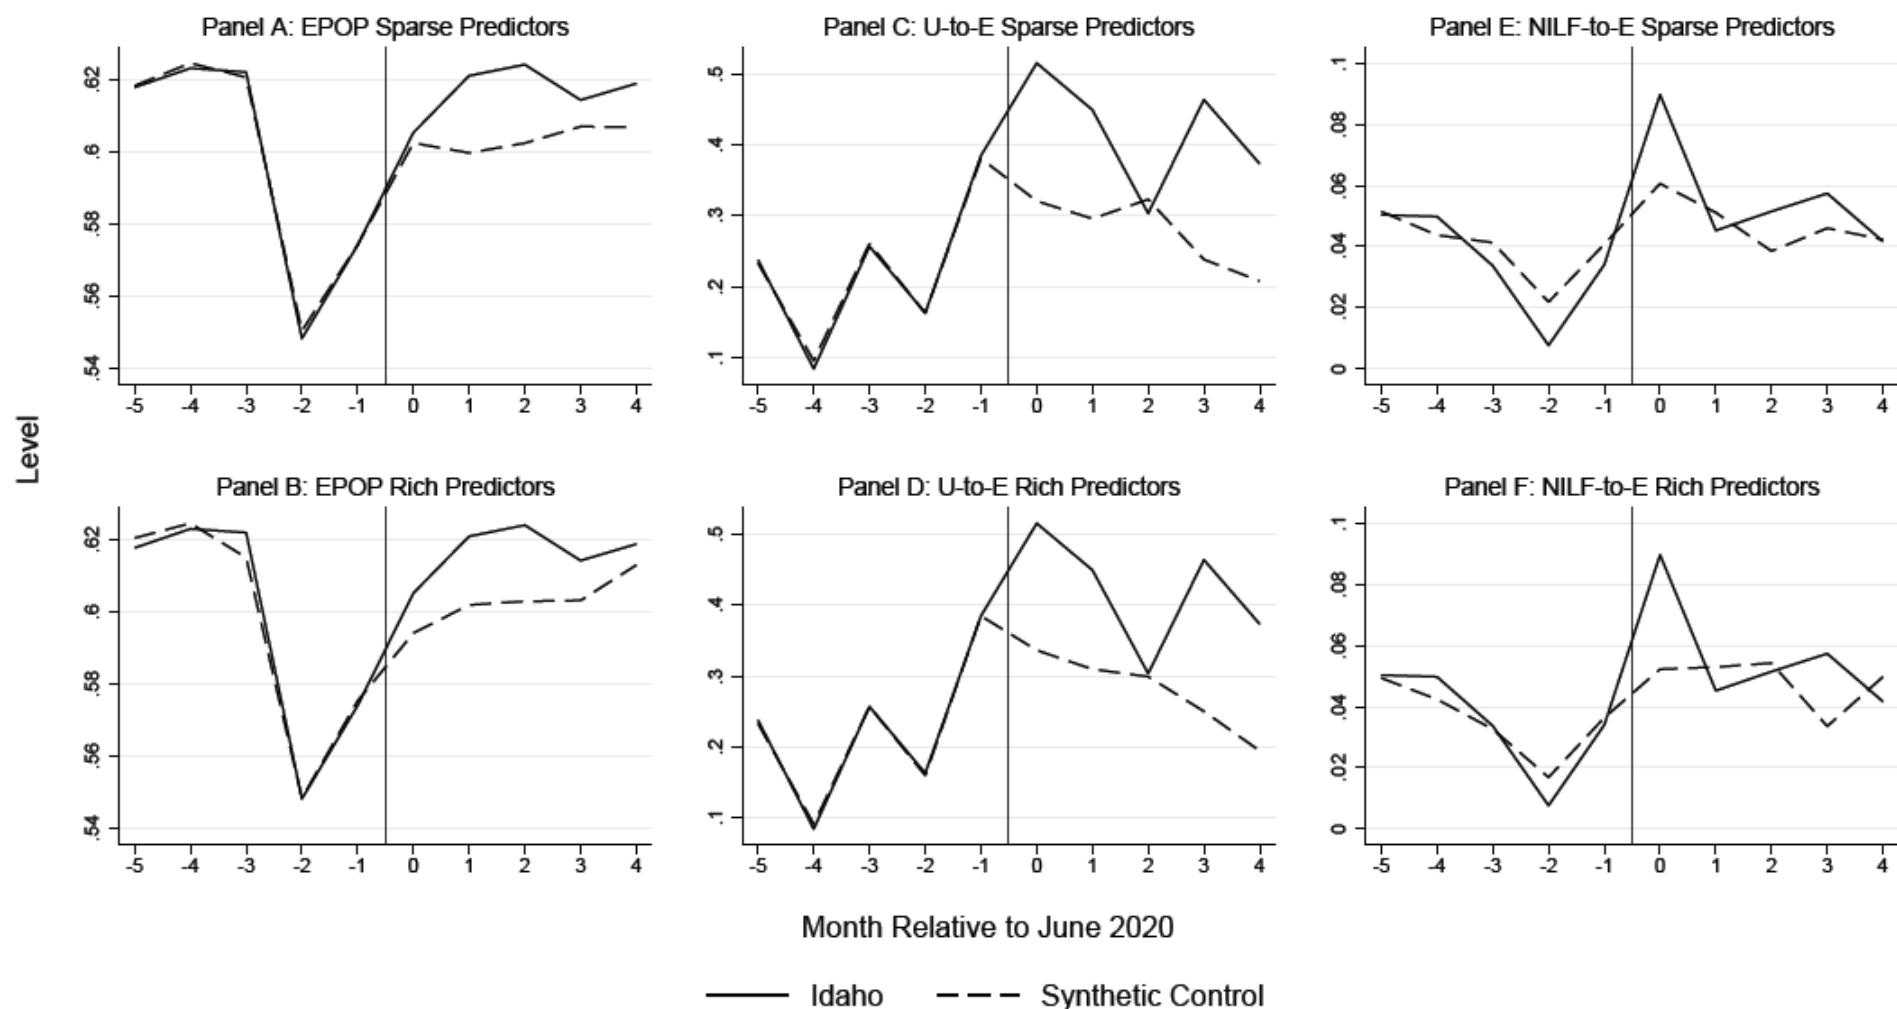 Panel A: EPOP Sparse Predictors
.62
.6
.58
.56
.54
-5 -4 -3 -2 -1 0 1 2 3 4
Panel C: U-to-E Sparse Predictors
.5
.4
.3
.2
.1
-5 -4 -3 -2 -1 0 1 2 3 4
Panel E: NILF-to-E Sparse Predictors
.1
.08
.06
.04
.02
0
-5 -4 -3 -2 -1 0 1 2 3 4
Level
Panel B: EPOP Rich Predictors
.62
.6
.58
.56
.54
-5 -4 -3 -2 -1 0 1 2 3 4
Panel D: U-to-E Rich Predictors
.5
.4
.3
.2
.1
-5 -4 -3 -2 -1 0 1 2 3 4
Panel F: NILF-to-E Rich Predictors
.1
.08
.06
.04
.02
0
-5 -4 -3 -2 -1 0 1 2 3 4
Month Relative to June 2020
Idaho Synthetic Control